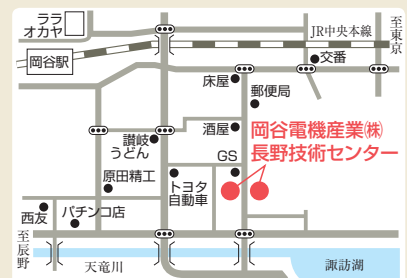 ララ
オカヤ
岡谷駅
JR中央本線
至東京
交番
床屋
郵便局
酒屋
讃岐
うどん
岡谷電機産業㈱
長野技術センター
GS
原田精工
トヨタ
自動車
西友
パチンコ店
至辰野
天竜川
諏訪湖